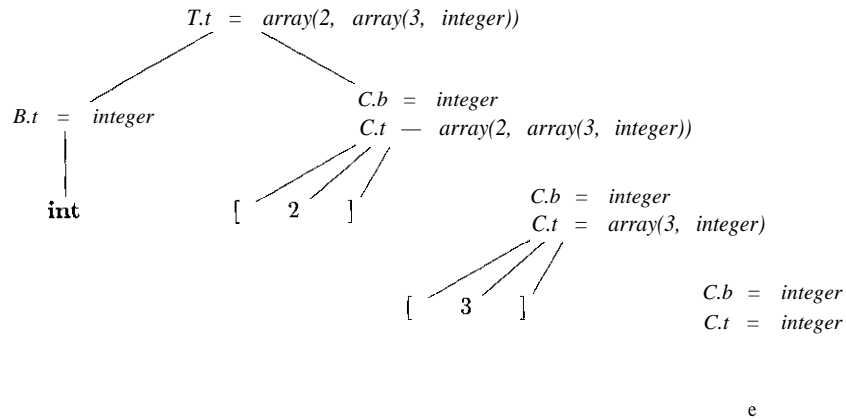 T.t = array(2, array(3, integer))
C.b = integer
B.t = integer
C.t — array(2, array(3, integer))
int
[ 2 ]
C.b = integer
C.t = array(3, integer)
[ 3 ]
C.b = integer
C.t = integer
e